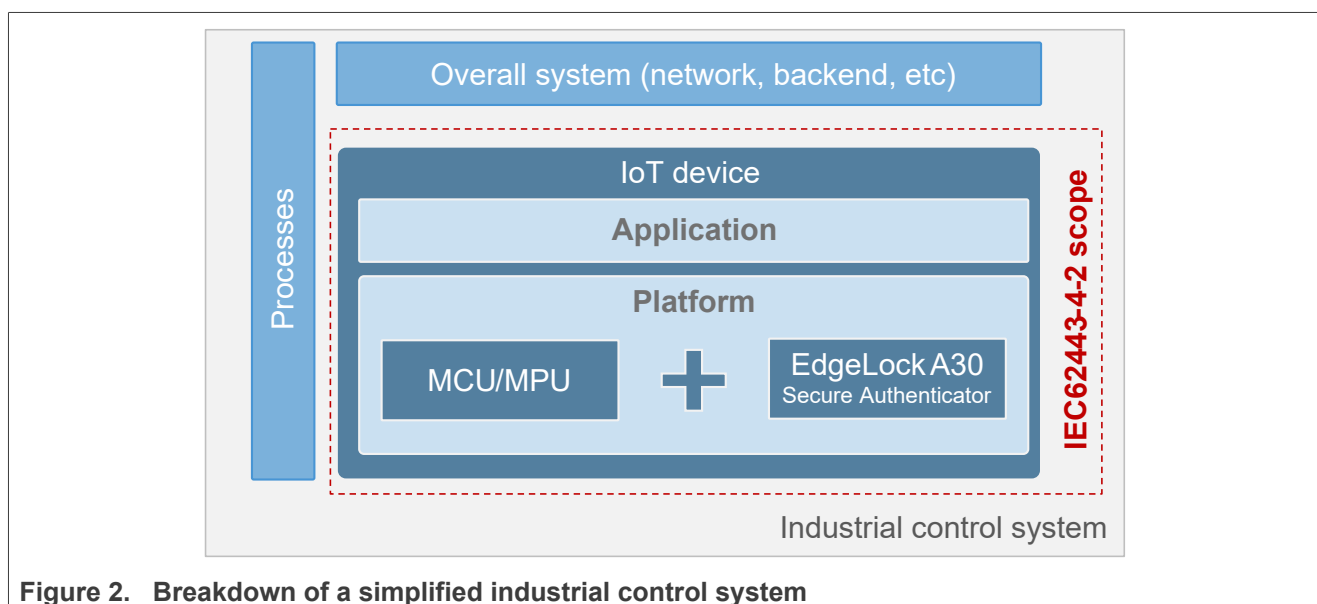 Overall system (network, backend, etc)
Processes
IoT device
Application
Platform
MCU/MPU
EdgeLock A30
Secure Authenticator
IEC62443-4-2 scope
Industrial control system
Figure 2. Breakdown of a simplified industrial control system